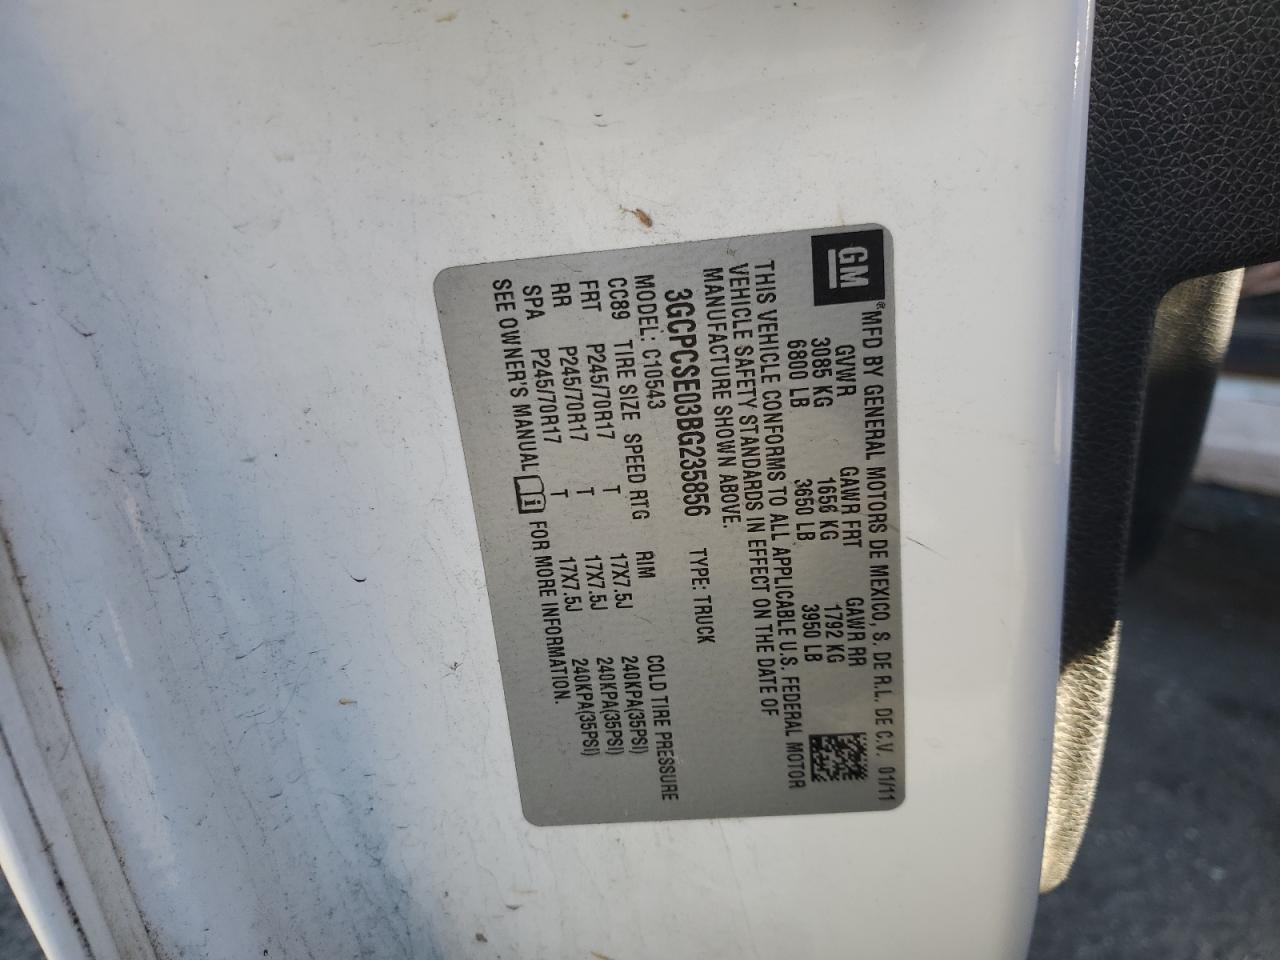 GM
®MFD BY GENERAL MOTORS DE MEXICO, S. DE R.L. DE C.V. 01/11
GVWR GAWR FRT GAWR RR
3085 KG 1656 KG 1792 KG
6800 LB 3650 LB 3950 LB
THIS VEHICLE CONFORMS TO ALL APPLICABLE U.S. FEDERAL MOTOR
VEHICLE SAFETY STANDARDS IN EFFECT ON THE DATE OF
MANUFACTURE SHOWN ABOVE.
3GCPCSE03BG235856 TYPE: TRUCK
MODEL: C10543
CC89 TIRE SIZE SPEED RTG RIM COLD TIRE PRESSURE
FRT P245/70R17 T 17X7.5J 240KPA(35PSI)
RR P245/70R17 T 17X7.5J 240KPA(35PSI)
SPA P245/70R17 T 17X7.5J 240KPA(35PSI)
SEE OWNER'S MANUAL i FOR MORE INFORMATION.